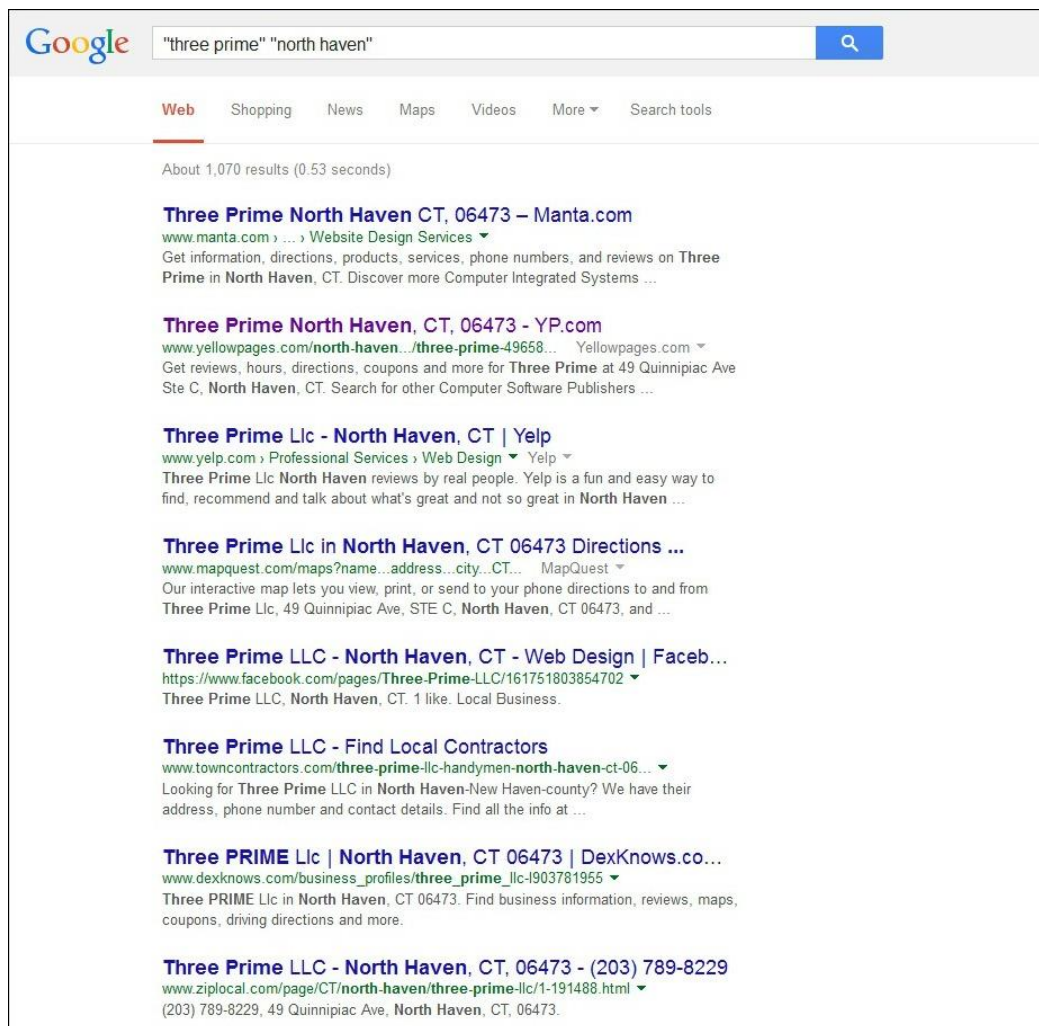 Google
"three prime" "north haven"
Web Shopping News Maps Videos More Search tools
About 1,070 results (0.53 seconds)
Three Prime North Haven CT, 06473 – Manta.com
www.manta.com › ... › Website Design Services
Get information, directions, products, services, phone numbers, and reviews on Three
Prime in North Haven, CT. Discover more Computer Integrated Systems ...
Three Prime North Haven, CT, 06473 - YP.com
www.yellowpages.com/north-haven.../three-prime-49658... Yellowpages.com
Get reviews, hours, directions, coupons and more for Three Prime at 49 Quinnipiac Ave
Ste C, North Haven, CT. Search for other Computer Software Publishers ...
Three Prime Llc - North Haven, CT | Yelp
www.yelp.com › Professional Services › Web Design Yelp
Three Prime Llc North Haven reviews by real people. Yelp is a fun and easy way to
find, recommend and talk about what's great and not so great in North Haven ...
Three Prime Llc in North Haven, CT 06473 Directions ...
www.mapquest.com/maps?name...address...city...CT... MapQuest
Our interactive map lets you view, print, or send to your phone directions to and from
Three Prime Llc, 49 Quinnipiac Ave, STE C, North Haven, CT 06473, and ...
Three Prime LLC - North Haven, CT - Web Design | Faceb...
https://www.facebook.com/pages/Three-Prime-LLC/161751803854702
Three Prime LLC, North Haven, CT. 1 like. Local Business.
Three Prime LLC - Find Local Contractors
www.towncontractors.com/three-prime-llc-handymen-north-haven-ct-06...
Looking for Three Prime LLC in North Haven-New Haven-county? We have their
address, phone number and contact details. Find all the info at ...
Three PRIME Llc | North Haven, CT 06473 | DexKnows.co...
www.dexknows.com/business_profiles/three_prime_llc-l903781955
Three PRIME Llc in North Haven, CT 06473. Find business information, reviews, maps,
coupons, driving directions and more.
Three Prime LLC - North Haven, CT, 06473 - (203) 789-8229
www.ziplocal.com/page/CT/north-haven/three-prime-llc/1-191488.html
(203) 789-8229, 49 Quinnipiac Ave, North Haven, CT, 06473.